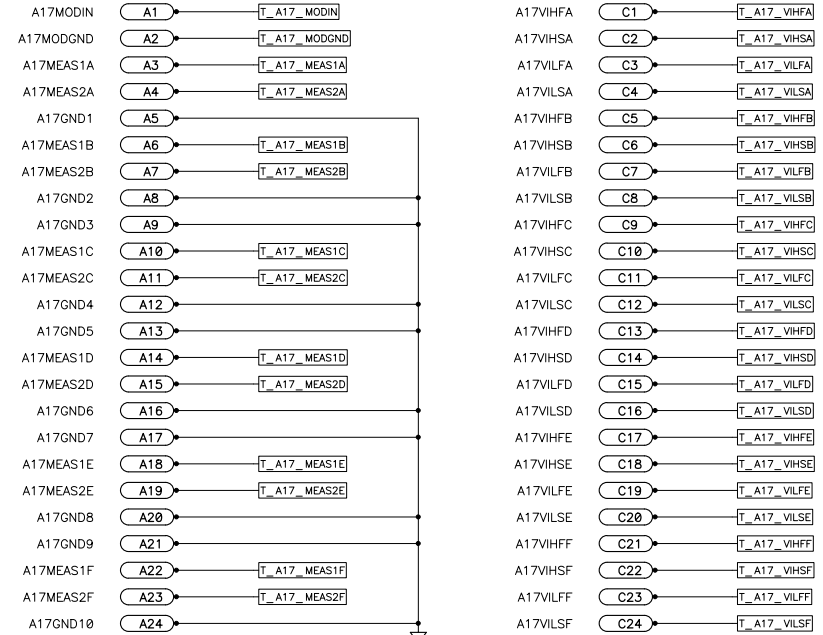 A17MODIN A1 T_A17_MODIN
A17MODGND A2 T_A17_MODGND
A17MEAS1A A3 T_A17_MEAS1A
A17MEAS2A A4 T_A17_MEAS2A
A17GND1 A5
A17MEAS1B A6 T_A17_MEAS1B
A17MEAS2B A7 T_A17_MEAS2B
A17GND2 A8
A17GND3 A9
A17MEAS1C A10 T_A17_MEAS1C
A17MEAS2C A11 T_A17_MEAS2C
A17GND4 A12
A17GND5 A13
A17MEAS1D A14 T_A17_MEAS1D
A17MEAS2D A15 T_A17_MEAS2D
A17GND6 A16
A17GND7 A17
A17MEAS1E A18 T_A17_MEAS1E
A17MEAS2E A19 T_A17_MEAS2E
A17GND8 A20
A17GND9 A21
A17MEAS1F A22 T_A17_MEAS1F
A17MEAS2F A23 T_A17_MEAS2F
A17GND10 A24
A17VIHFA C1 T_A17_VIHFA
A17VIHSA C2 T_A17_VIHSA
A17VILFA C3 T_A17_VILFA
A17VILSA C4 T_A17_VILSA
A17VIHFB C5 T_A17_VIHFB
A17VIHSB C6 T_A17_VIHSB
A17VILFB C7 T_A17_VILFB
A17VILSB C8 T_A17_VILSB
A17VIHFC C9 T_A17_VIHFC
A17VIHSC C10 T_A17_VIHSC
A17VILFC C11 T_A17_VILFC
A17VILSC C12 T_A17_VILSC
A17VIHFD C13 T_A17_VIHFD
A17VIHSD C14 T_A17_VIHSD
A17VILFD C15 T_A17_VILFD
A17VILSD C16 T_A17_VILSD
A17VIHFE C17 T_A17_VIHFE
A17VIHSE C18 T_A17_VIHSE
A17VILFE C19 T_A17_VILFE
A17VILSE C20 T_A17_VILSE
A17VIHFF C21 T_A17_VIHFF
A17VIHSF C22 T_A17_VIHSF
A17VILFF C23 T_A17_VILFF
A17VILSF C24 T_A17_VILSF